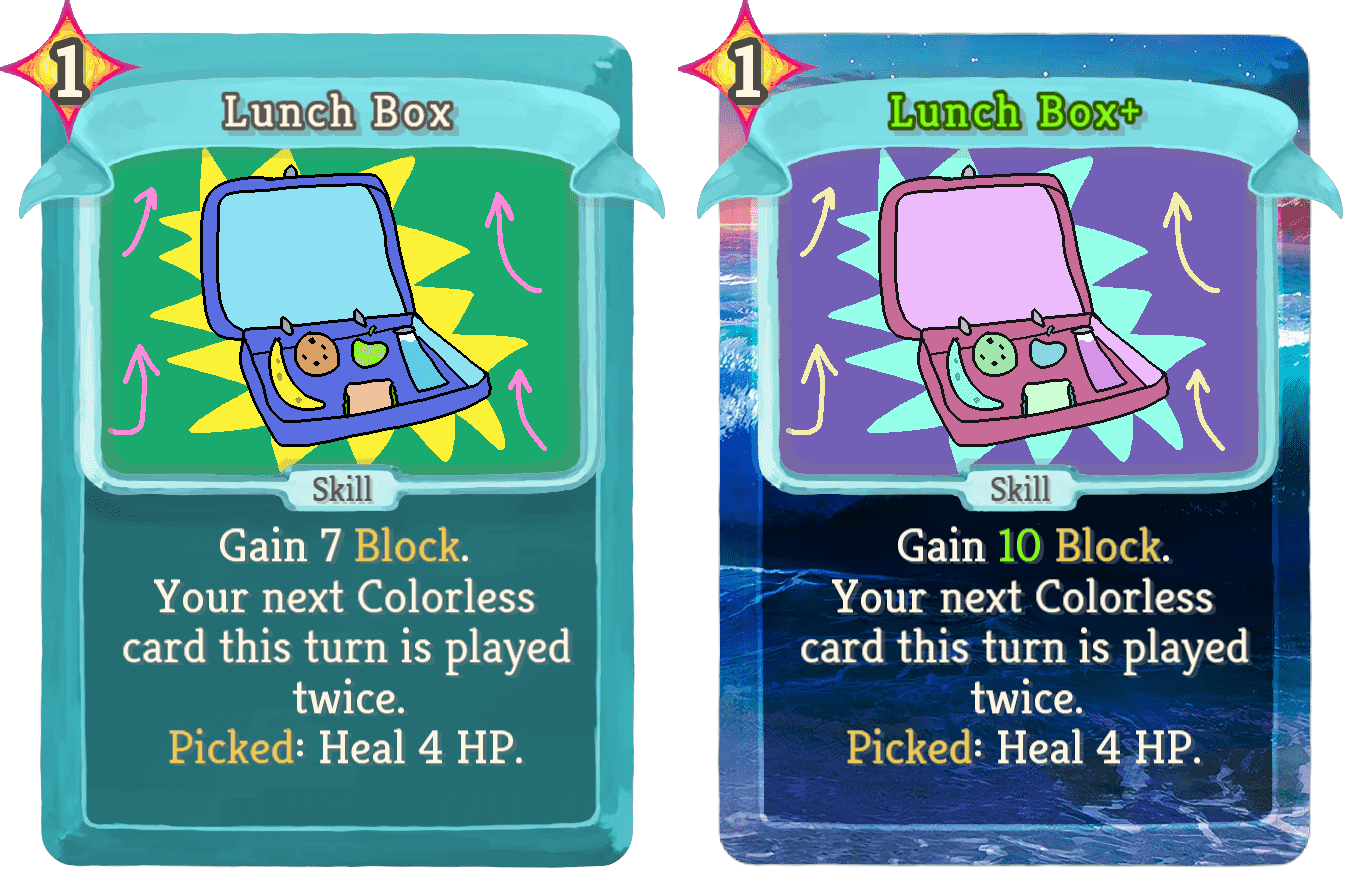 1
Lunch Box
Skill
Gain 7 Block.
Your next Colorless
card this turn is played
twice.
Picked: Heal 4 HP.
1
Lunch Box+
Skill
Gain 10 Block.
Your next Colorless
card this turn is played
twice.
Picked: Heal 4 HP.